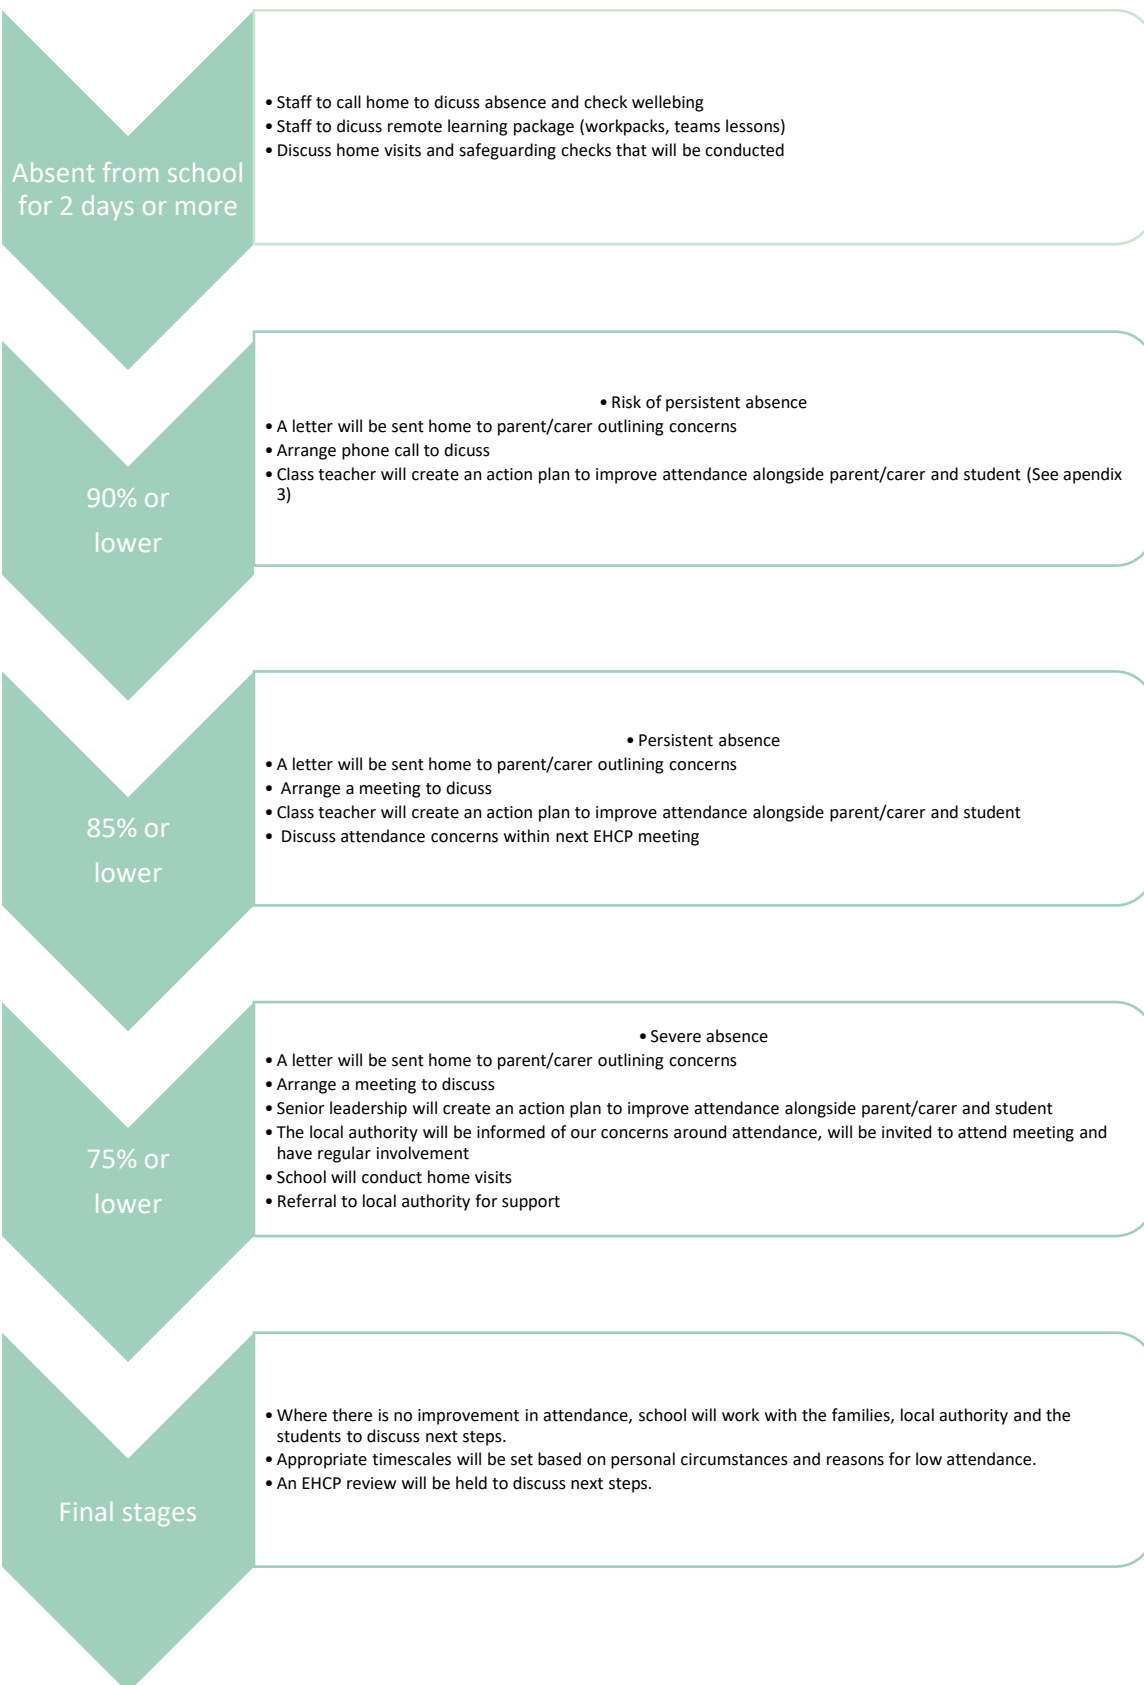 Absent from school
for 2 days or more
• Staff to call home to dicuss absence and check wellebing
• Staff to dicuss remote learning package (workpacks, teams lessons)
• Discuss home visits and safeguarding checks that will be conducted
90% or
lower
• Risk of persistent absence
• A letter will be sent home to parent/carer outlining concerns
• Arrange phone call to dicuss
• Class teacher will create an action plan to improve attendance alongside parent/carer and student (See apendix
3)
85% or
lower
• Persistent absence
• A letter will be sent home to parent/carer outlining concerns
• Arrange a meeting to dicuss
• Class teacher will create an action plan to improve attendance alongside parent/carer and student
• Discuss attendance concerns within next EHCP meeting
75% or
lower
• Severe absence
• A letter will be sent home to parent/carer outlining concerns
• Arrange a meeting to discuss
• Senior leadership will create an action plan to improve attendance alongside parent/carer and student
• The local authority will be informed of our concerns around attendance, will be invited to attend meeting and
have regular involvement
• School will conduct home visits
• Referral to local authority for support
Final stages
• Where there is no improvement in attendance, school will work with the families, local authority and the
students to discuss next steps.
• Appropriate timescales will be set based on personal circumstances and reasons for low attendance.
• An EHCP review will be held to discuss next steps.